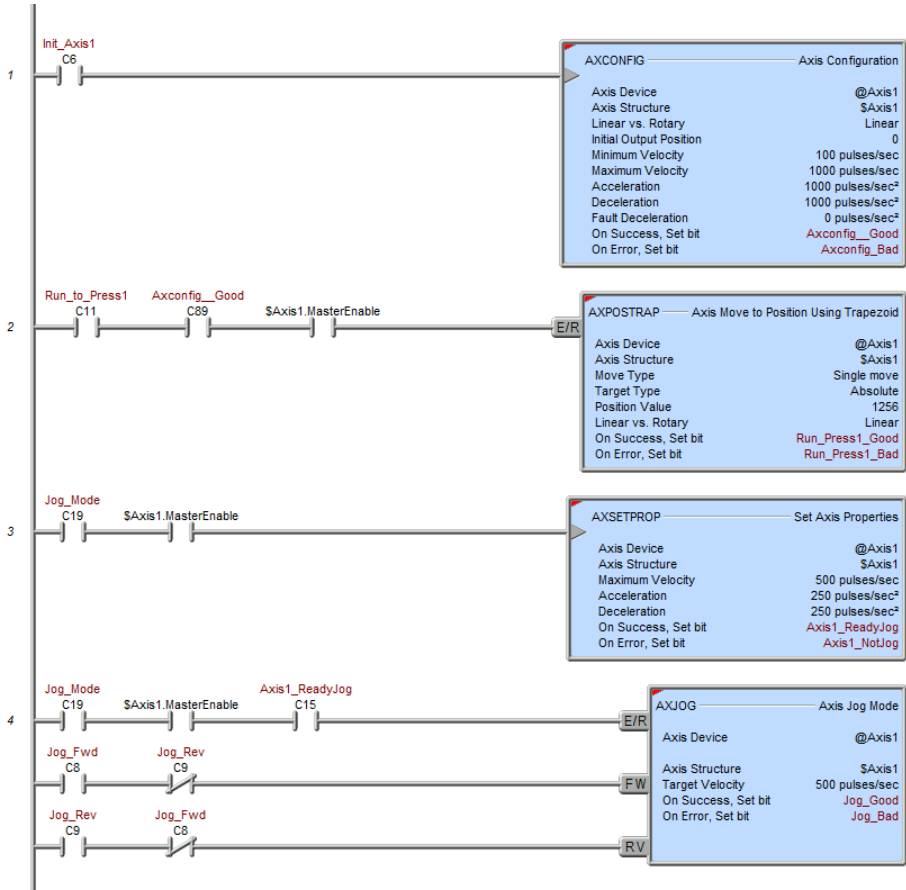 Init_Axis1
C6
1
AXCONFIG Axis Configuration
Axis Device @Axis1
Axis Structure $Axis1
Linear vs. Rotary Linear
Initial Output Position 0
Minimum Velocity 100 pulses/sec
Maximum Velocity 1000 pulses/sec
Acceleration 1000 pulses/sec²
Deceleration 1000 pulses/sec²
Fault Deceleration 0 pulses/sec²
On Success, Set bit Axconfig__Good
On Error, Set bit Axconfig_Bad
Run_to_Press1 Axconfig__Good
C11 C89 $Axis1.MasterEnable
2
E/R
AXPOSTRAP Axis Move to Position Using Trapezoid
Axis Device @Axis1
Axis Structure $Axis1
Move Type Single move
Target Type Absolute
Position Value 1256
Linear vs. Rotary Linear
On Success, Set bit Run_Press1_Good
On Error, Set bit Run_Press1_Bad
Jog_Mode
C19 $Axis1.MasterEnable
3
AXSETPROP Set Axis Properties
Axis Device @Axis1
Axis Structure $Axis1
Maximum Velocity 500 pulses/sec
Acceleration 250 pulses/sec²
Deceleration 250 pulses/sec²
On Success, Set bit Axis1_ReadyJog
On Error, Set bit Axis1_NotJog
Jog_Mode Axis1_ReadyJog
C19 $Axis1.MasterEnable C15
4
E/R
Jog_Fwd Jog_Rev
C8 C9
FW
Jog_Rev Jog_Fwd
C9 C8
RV
AXJOG Axis Jog Mode
Axis Device @Axis1
Axis Structure $Axis1
Target Velocity 500 pulses/sec
On Success, Set bit Jog_Good
On Error, Set bit Jog_Bad